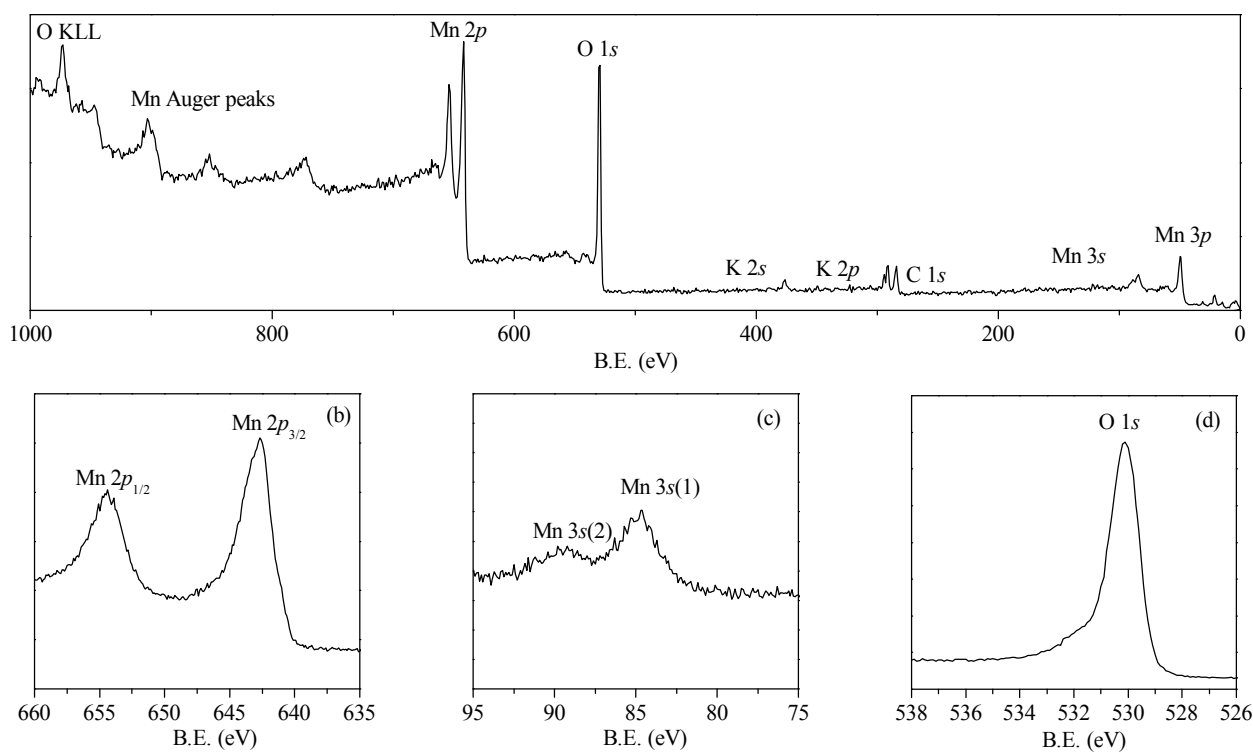 O KLL
Mn 2p
O 1s
Mn Auger peaks
K 2s
K 2p
C 1s
Mn 3s
Mn 3p
1000 800 600 400 200 0
B.E. (eV)
(b)
Mn 2p3/2
Mn 2p1/2
660 655 650 645 640 635
B.E. (eV)
(c)
Mn 3s(1)
Mn 3s(2)
95 90 85 80 75
B.E. (eV)
O 1s
(d)
538 536 534 532 530 528 526
B.E. (eV)